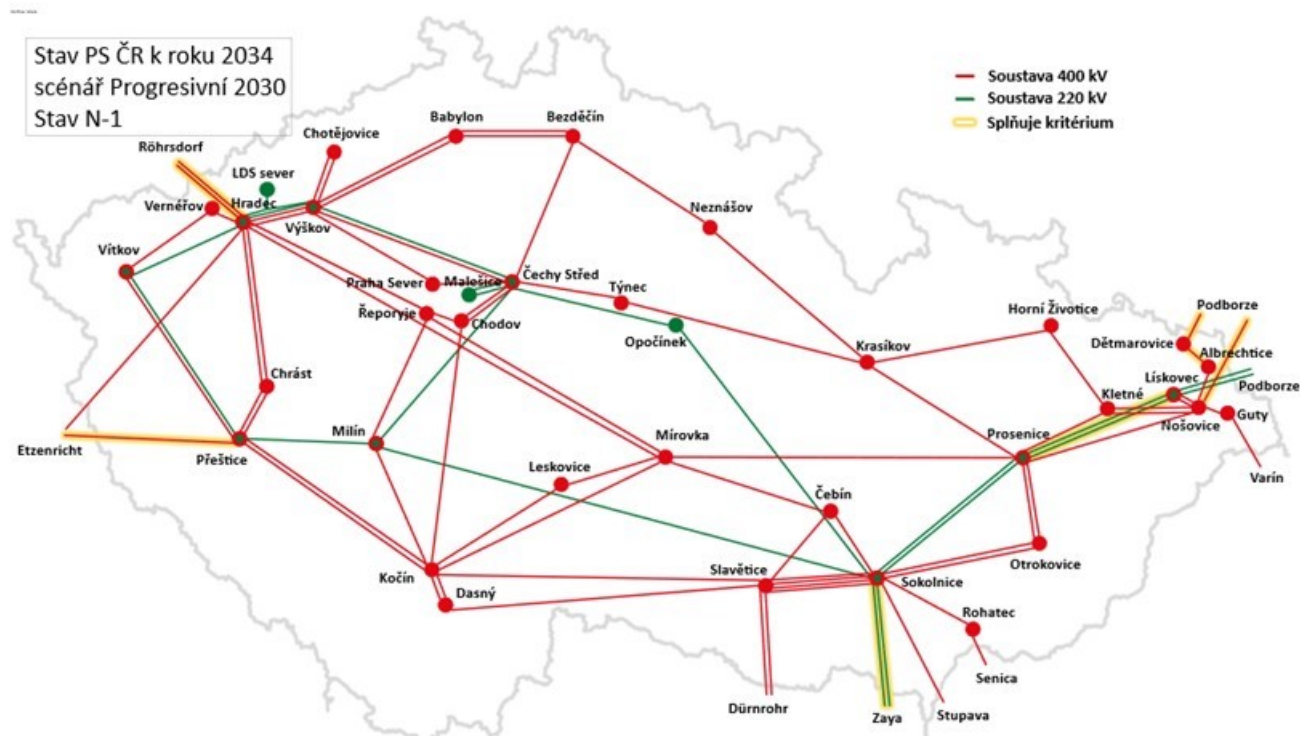 Stav PS ČR k roku 2034
scénář Progresivní 2030
Stav N-1
Soustava 400 kV
Soustava 220 kV
Splňuje kritérium
Babylon
Bezděčín
Chotějovice
Röhrsdorf
LDS sever
Vernéřov
Hradec
Výškov
Neznášov
Vítkov
Praha Sever
Malešice
Čechy Střed
Týnec
Řeporyje
Chodov
Opočínek
Horní Životice
Podborze
Dětmarovice
Albrechtice
Krasíkov
Lískovec
Podborze
Chrást
Kletné
Guty
Nošovice
Etzenricht
Přeštice
Milín
Mírovka
Prosenice
Leskovice
Varín
Čebín
Kočín
Slavětice
Sokolnice
Otrokovice
Dasný
Rohatec
Senica
Dürnrohr
Zaya
Stupava